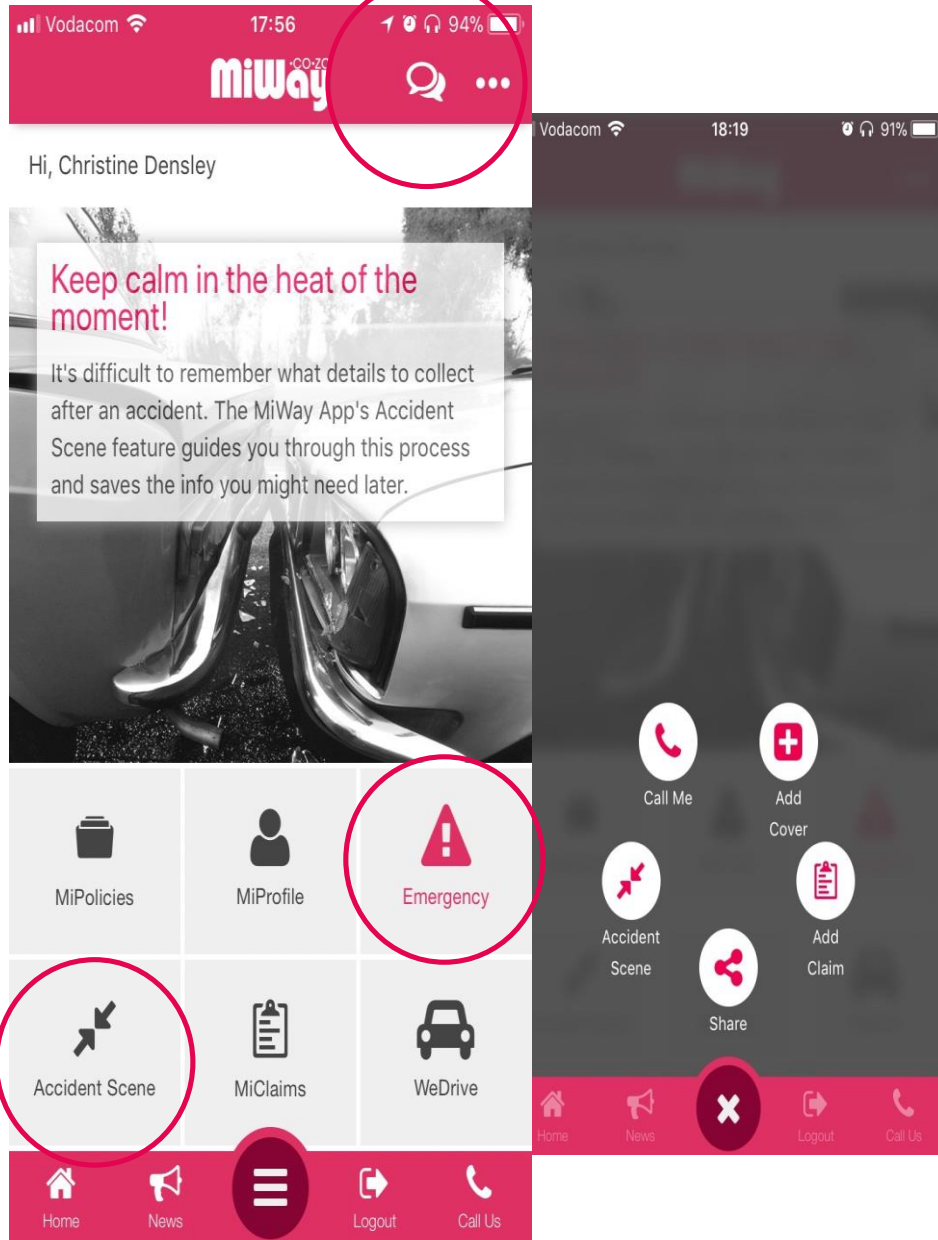 Vodacom 17:56 94%
MiWay
.CO.ZA
Hi, Christine Densley
Keep calm in the heat of the
moment!
It's difficult to remember what details to collect
after an accident. The MiWay App's Accident
Scene feature guides you through this process
and saves the info you might need later.
MiPolicies
MiProfile
Emergency
Accident Scene
MiClaims
WeDrive
Home
News
Logout
Call Us
Vodacom 18:19 91%
Call Me
Add
Cover
Accident
Scene
Add
Claim
Share
Home
News
Logout
Call Us